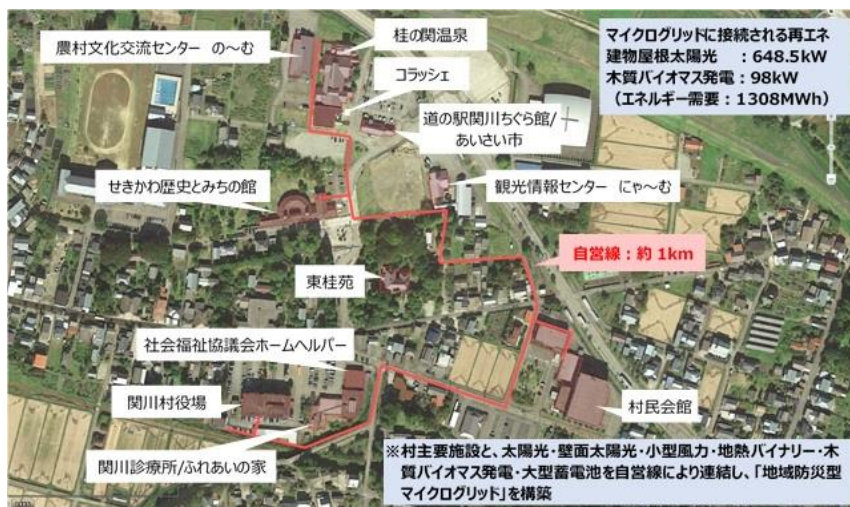 農村文化交流センター の～む
桂の関温泉
コラッシェ
道の駅関川ちぐら館/
あいさい市
マイクログリッドに接続される再エネ
建物屋根太陽光 ：648.5kW
木質バイオマス発電：98kW
（エネルギー需要：1308MWh）
せきかわ歴史とみちの館
観光情報センター にゃ～む
自営線：約 1km
東桂苑
社会福祉協議会ホームヘルパー
関川村役場
村民会館
関川診療所/ふれあいの家
※村主要施設と、太陽光・壁面太陽光・小型風力・地熱バイナリー・木
質バイオマス発電・大型蓄電池を自営線により連結し、「地域防災型
マイクログリッド」を構築